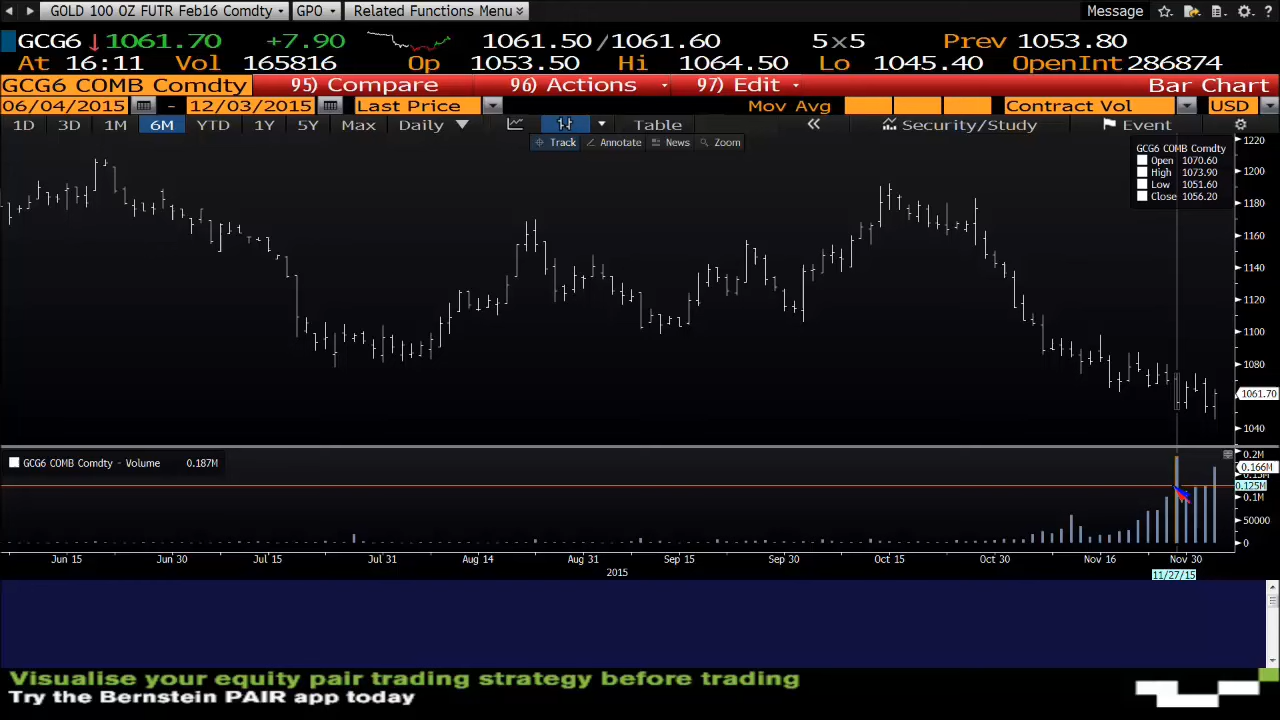 GOLD 100 OZ FUTR Feb16 Comdty GPO Related Functions Menu Message
GCG6 1061.70 +7.90 1061.50/1061.60 5×5 Prev 1053.80
At 16:11 Vol 165816 Op 1053.50 Hi 1064.50 Lo 1045.40 OpenInt 286874
GCG6 COMB Comdty 95) Compare 96) Actions 97) Edit Bar Chart
06/04/2015 - 12/03/2015 Last Price Mov Avg Contract Vol USD
1D 3D 1M 6M YTD 1Y 5Y Max Daily Table Security/Study Event
Track Annotate News Zoom
GCG6 COMB Comdty
Open 1070.60
High 1073.90
Low 1051.60
Close 1056.20
1220
1200
1180
1160
1140
1120
1100
1080
1061.70
1040
GCG6 COMB Comdty - Volume 0.187M
0.2M
0.166M
0.15M
0.125M
0.1M
50000
0
Jun 15 Jun 30 Jul 15 Jul 31 Aug 14 Aug 31 Sep 15 Sep 30 Oct 15 Oct 30 Nov 16 Nov 30
2015
11/27/15
Visualise your equity pair trading strategy before trading
Try the Bernstein PAIR app today